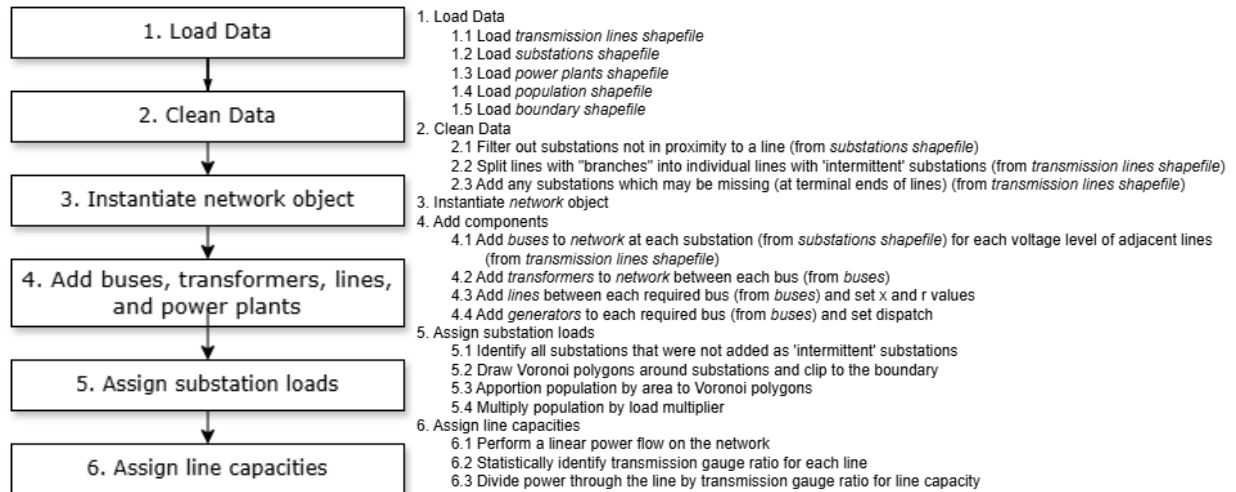 1. Load Data
2. Clean Data
3. Instantiate network object
4. Add buses, transformers, lines,
and power plants
5. Assign substation loads
6. Assign line capacities
1. Load Data
1.1 Load transmission lines shapefile
1.2 Load substations shapefile
1.3 Load power plants shapefile
1.4 Load population shapefile
1.5 Load boundary shapefile
2. Clean Data
2.1 Filter out substations not in proximity to a line (from substations shapefile)
2.2 Split lines with "branches" into individual lines with 'intermittent' substations (from transmission lines shapefile)
2.3 Add any substations which may be missing (at terminal ends of lines) (from transmission lines shapefile)
3. Instantiate network object
4. Add components
4.1 Add buses to network at each substation (from substations shapefile) for each voltage level of adjacent lines
(from transmission lines shapefile)
4.2 Add transformers to network between each bus (from buses)
4.3 Add lines between each required bus (from buses) and set x and r values
4.4 Add generators to each required bus (from buses) and set dispatch
5. Assign substation loads
5.1 Identify all substations that were not added as 'intermittent' substations
5.2 Draw Voronoi polygons around substations and clip to the boundary
5.3 Apportion population by area to Voronoi polygons
5.4 Multiply population by load multiplier
6. Assign line capacities
6.1 Perform a linear power flow on the network
6.2 Statistically identify transmission gauge ratio for each line
6.3 Divide power through the line by transmission gauge ratio for line capacity